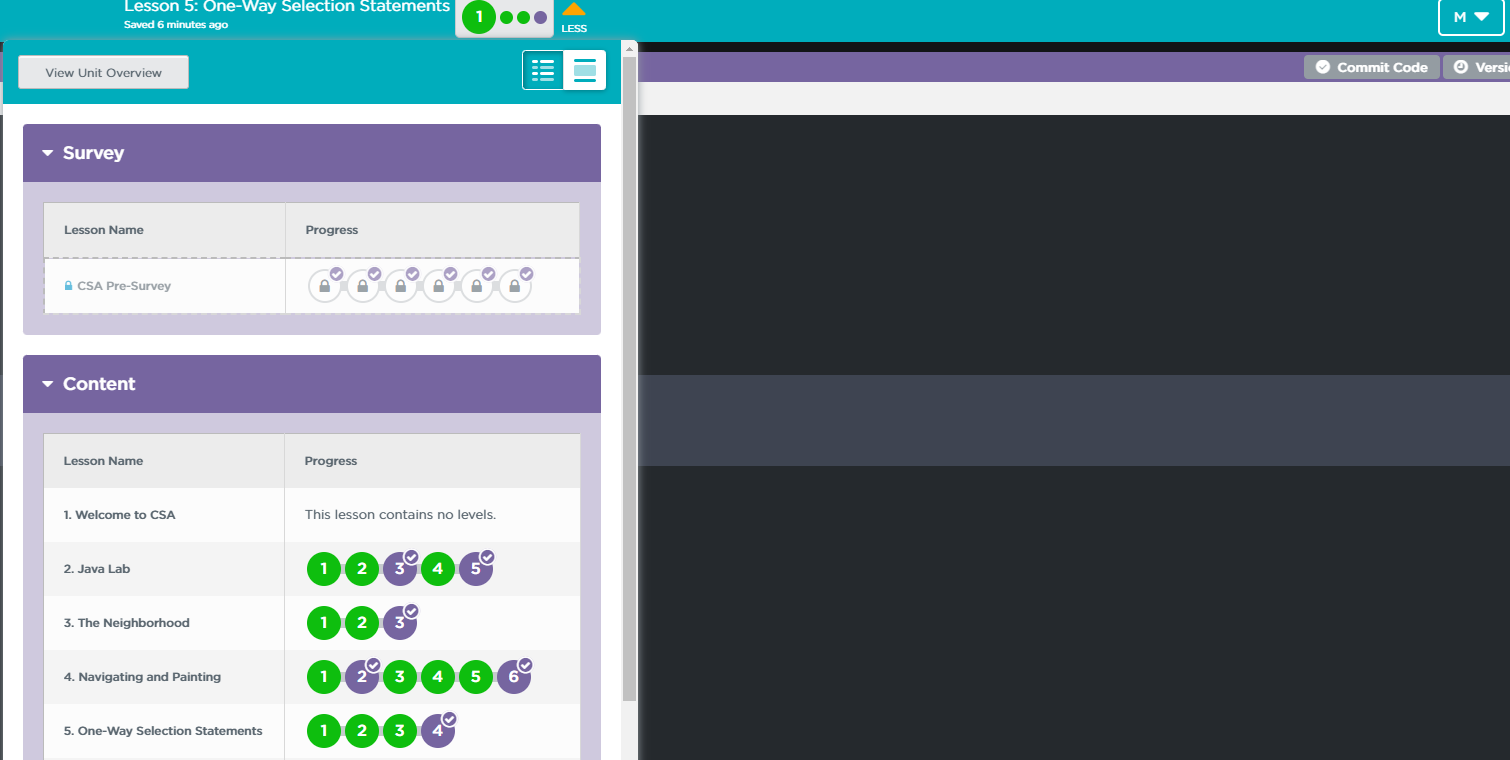 Lesson 5: One-Way Selection Statements
Saved 6 minutes ago
1
LESS
M
View Unit Overview
Commit Code
Versi
Survey
Lesson Name Progress
CSA Pre-Survey
Content
Lesson Name Progress
1. Welcome to CSA This lesson contains no levels.
2. Java Lab 1 2 3 4 5
3. The Neighborhood 1 2 3
4. Navigating and Painting 1 2 3 4 5 6
5. One-Way Selection Statements 1 2 3 4